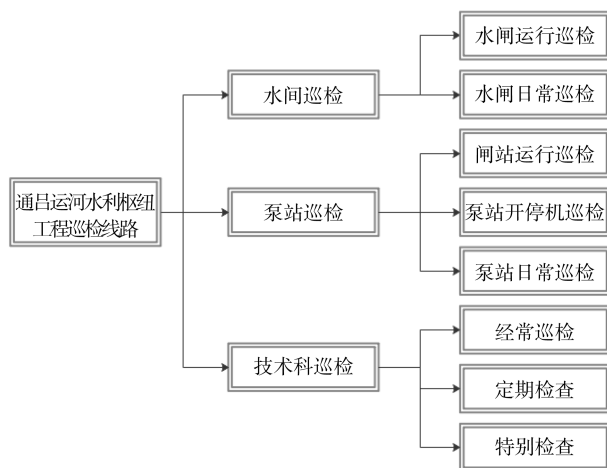 水闸运行巡检
水间巡检
水闸日常巡检
闸站运行巡检
通吕运河水利枢纽
工程巡检线路
泵站巡检
泵站开停机巡检
泵站日常巡检
经常巡检
技术科巡检
定期检查
特别检查